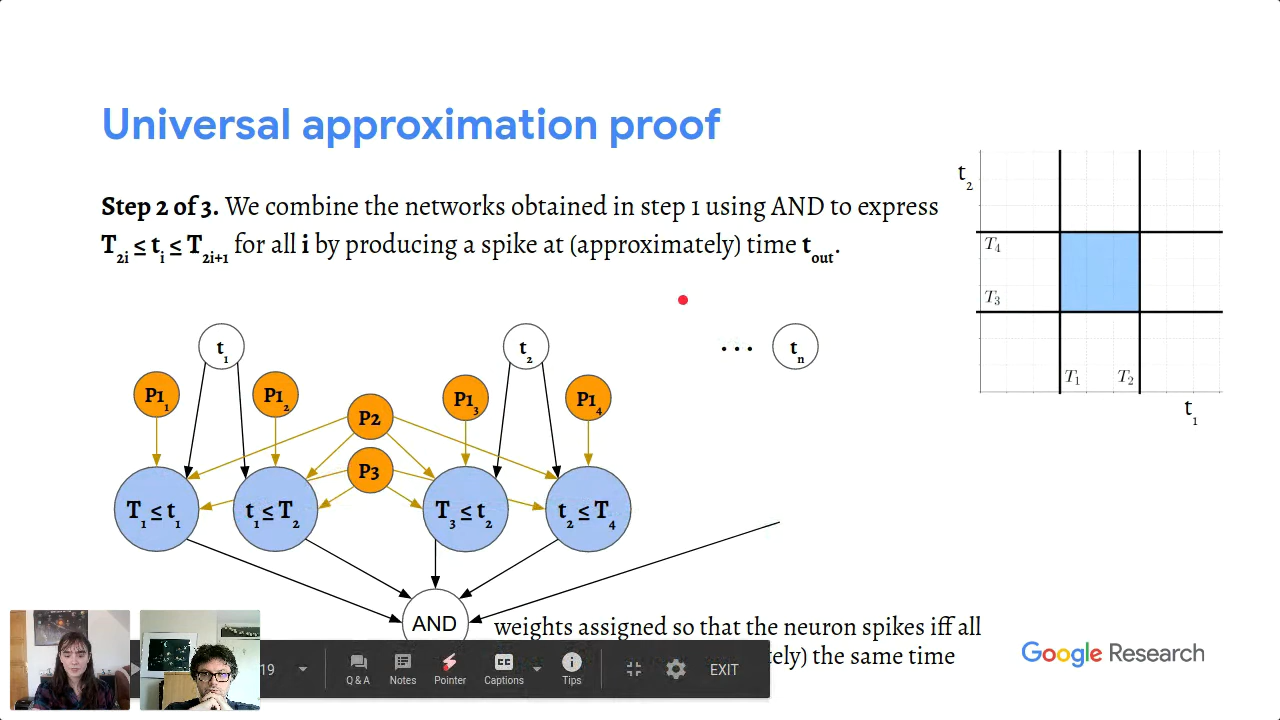 Universal approximation proof
Step 2 of 3. We combine the networks obtained in step 1 using AND to express
T2i ≤ ti ≤ T2i+1 for all i by producing a spike at (approximately) time tout.
t2
T4
T3
T1 T2
t1
t1 t2 ... tn
P11 P12 P2 P13 P14
P3
T1 ≤ t1 t1 ≤ T2 T3 ≤ t2 t2 ≤ T4
AND
weights assigned so that the neuron spikes iff all
tely) the same time
Google Research
19 Q & A Notes Pointer Captions Tips EXIT
CC